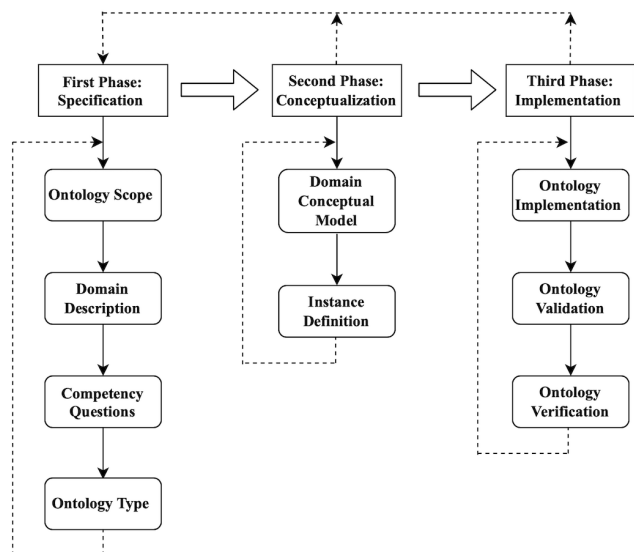 First Phase:
Specification
Second Phase:
Conceptualization
Third Phase:
Implementation
Ontology Scope
Domain
Description
Competency
Questions
Ontology Type
Domain
Conceptual
Model
Instance
Definition
Ontology
Implementation
Ontology
Validation
Ontology
Verification